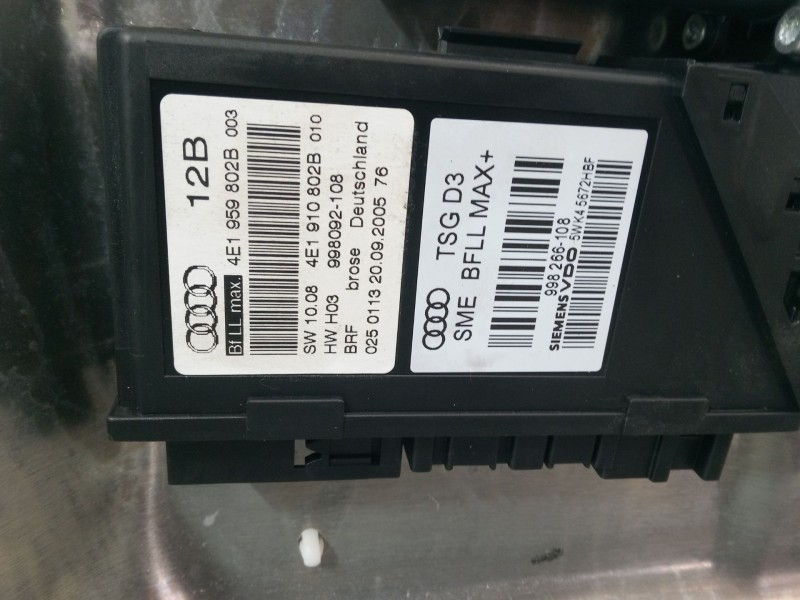 12B
Bf LL max. 4E1 959 802B 003
SW 10.08 4E1 910 802B 010
HW H03 998092-108
BRF brose Deutschland
025 0113 20.09.2005 76
TSG D3
SME BFLL MAX+
998 266-108
SIEMENS VDO 5WK45672HBF